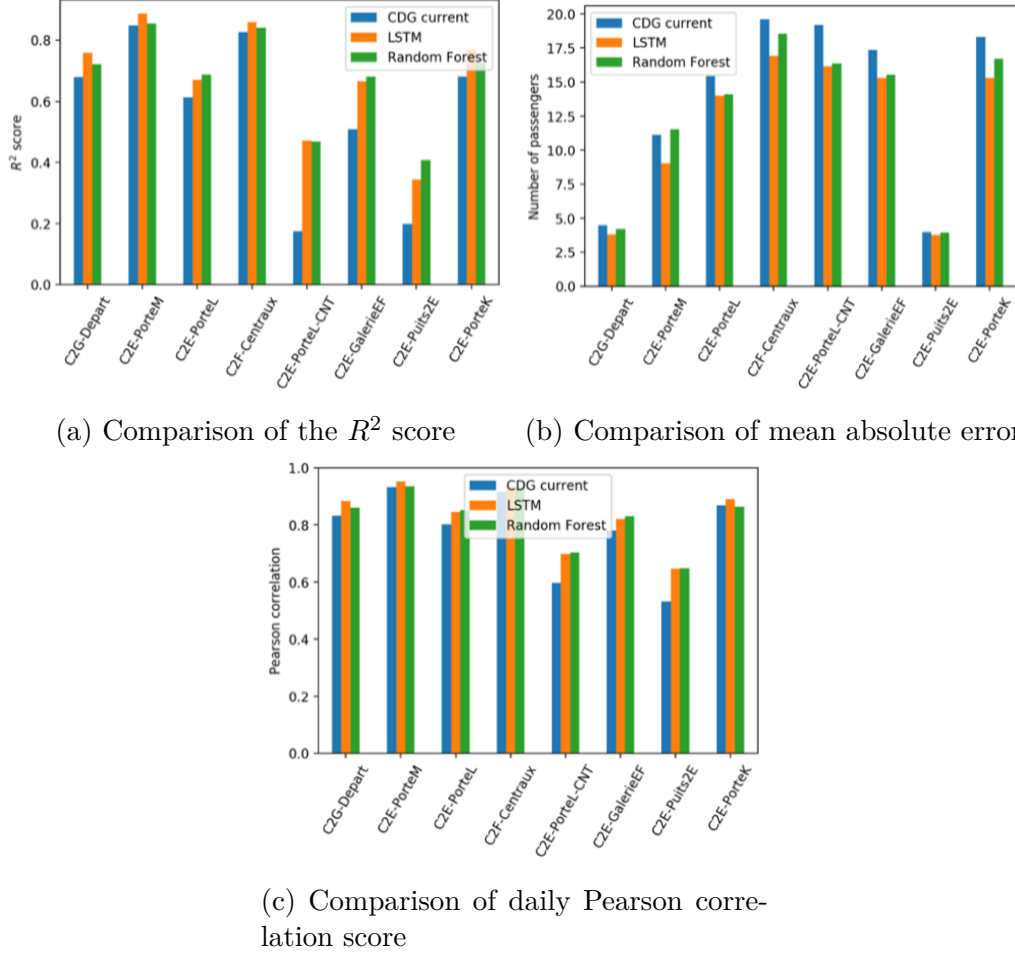 CDG current
LSTM
Random Forest
R² score
0.8
0.6
0.4
0.2
0.0
C2G-Depart
C2E-PorteM
C2E-PorteL
C2F-Centraux
C2E-PorteL-CNT
C2E-GalerieEF
C2E-Puits2E
C2E-PorteK
(a) Comparison of the R² score
CDG current
LSTM
Random Forest
Number of passengers
20.0
17.5
15.0
12.5
10.0
7.5
5.0
2.5
0.0
C2G-Depart
C2E-PorteM
C2E-PorteL
C2F-Centraux
C2E-PorteL-CNT
C2E-GalerieEF
C2E-Puits2E
C2E-PorteK
(b) Comparison of mean absolute error
CDG current
LSTM
Random Forest
Pearson correlation
1.0
0.8
0.6
0.4
0.2
0.0
C2G-Depart
C2E-PorteM
C2E-PorteL
C2F-Centraux
C2E-PorteL-CNT
C2E-GalerieEF
C2E-Puits2E
C2E-PorteK
(c) Comparison of daily Pearson corre-
lation score